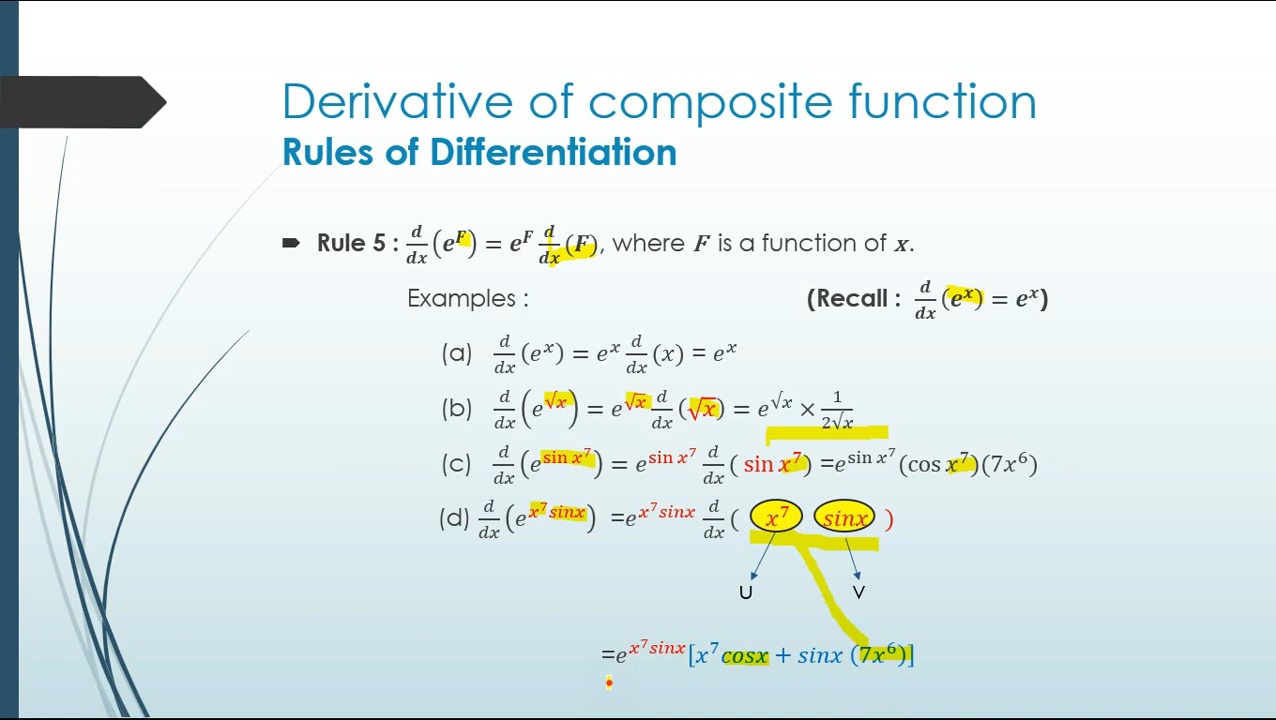 Derivative of composite function
Rules of Differentiation
Rule 5 : d/dx (e^F) = e^F d/dx (F), where F is a function of x.
Examples : (Recall : d/dx (e^x) = e^x)
(a) d/dx (e^x) = e^x d/dx (x) = e^x
(b) d/dx (e^√x) = e^√x d/dx (√x) = e^√x × 1/2√x
(c) d/dx (e^sin x^7) = e^sin x^7 d/dx ( sin x^7) =e^sin x^7 (cos x^7)(7x^6)
(d) d/dx (e^x^7 sinx) =e^x^7 sinx d/dx ( x^7 sinx )
U V
=e^x^7 sinx [x^7 cosx + sinx (7x^6)]